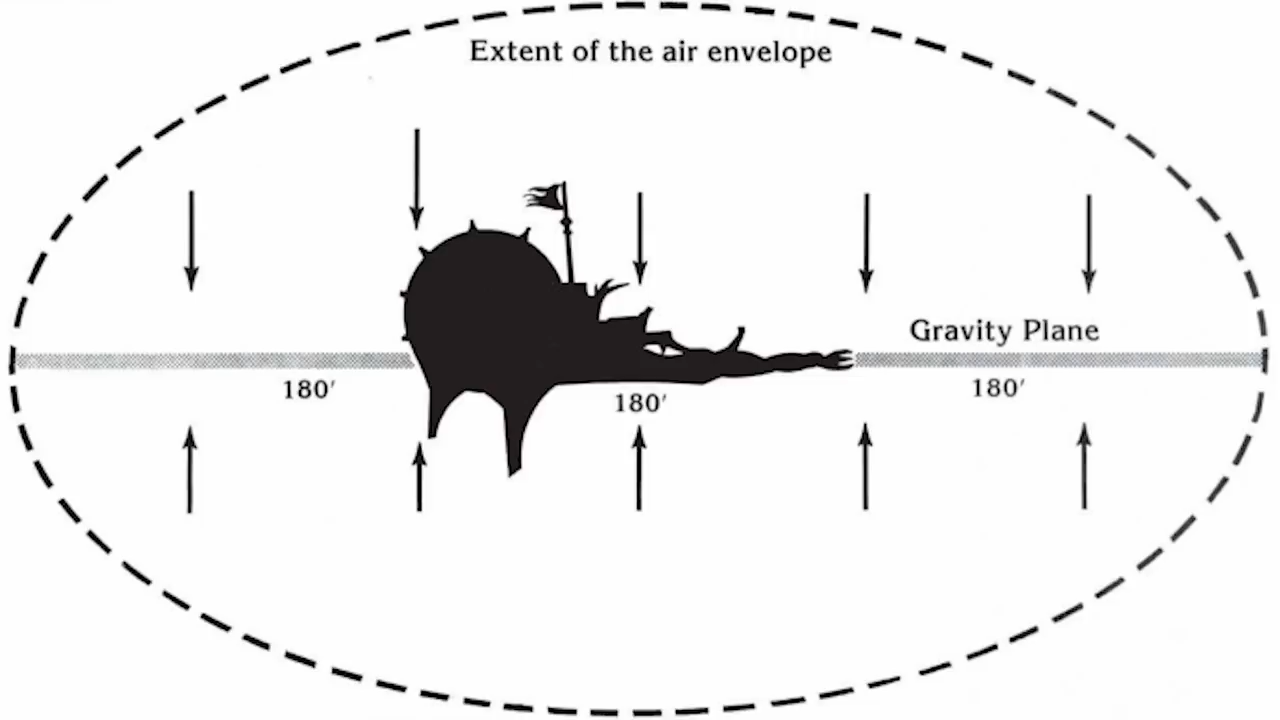 Extent of the air envelope
Gravity Plane
180′
180′
180′